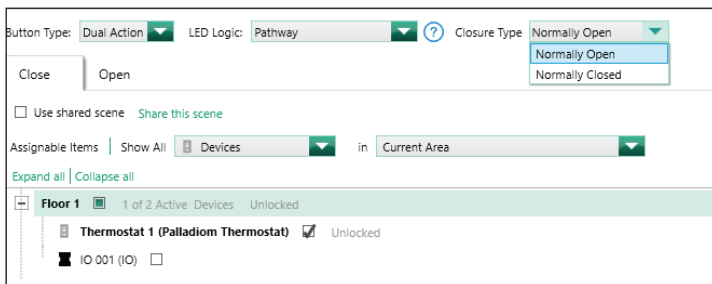 Button Type: Dual Action LED Logic: Pathway ? Closure Type Normally Open
Normally Open
Normally Closed
Close Open
Use shared scene Share this scene
Assignable Items Show All Devices in Current Area
Expand all Collapse all
Floor 1 1 of 2 Active Devices Unlocked
Thermostat 1 (Palladiom Thermostat) Unlocked
IO 001 (IO)